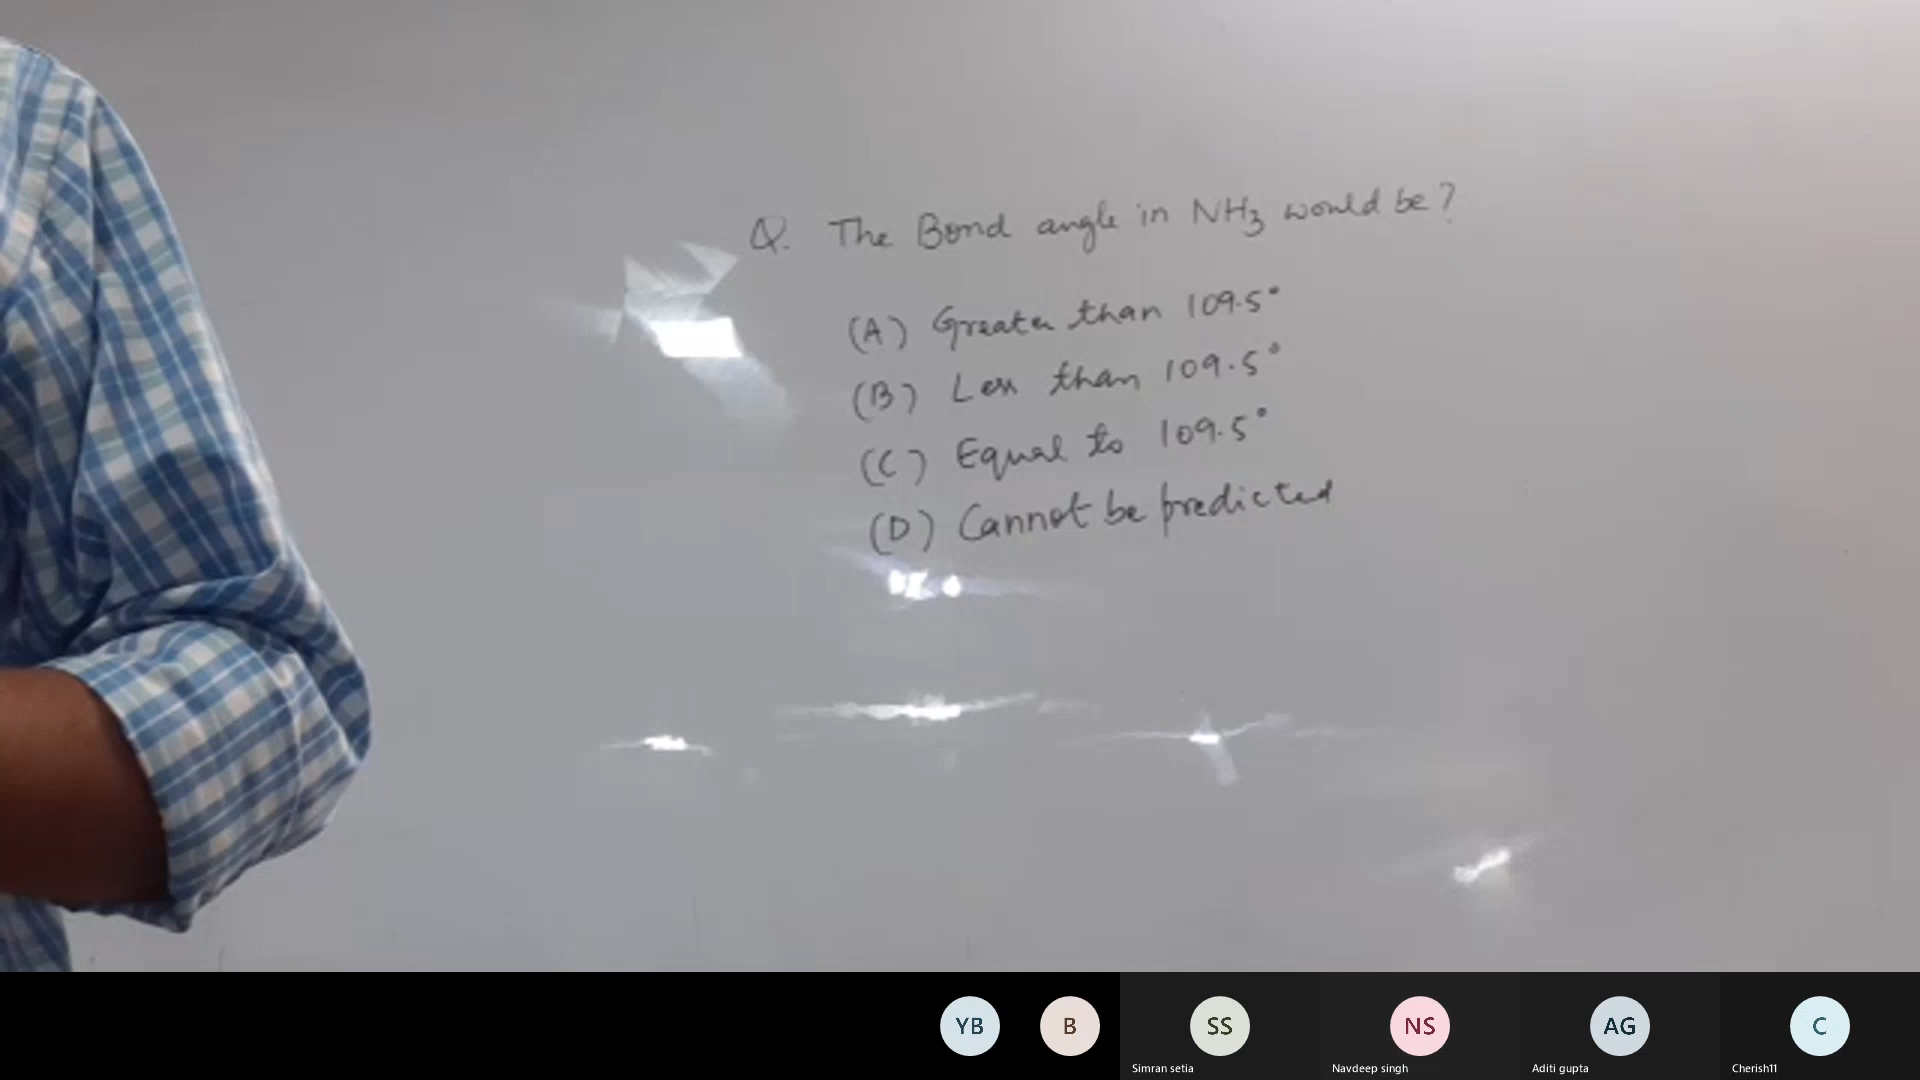 Q. The Bond angle in NH3 would be?
(A) Greater than 109.5°
(B) Less than 109.5°
(C) Equal to 109.5°
(D) Cannot be predicted
YB
B
SS
NS
AG
C
Simran setia
Navdeep singh
Aditi gupta
Cherish11